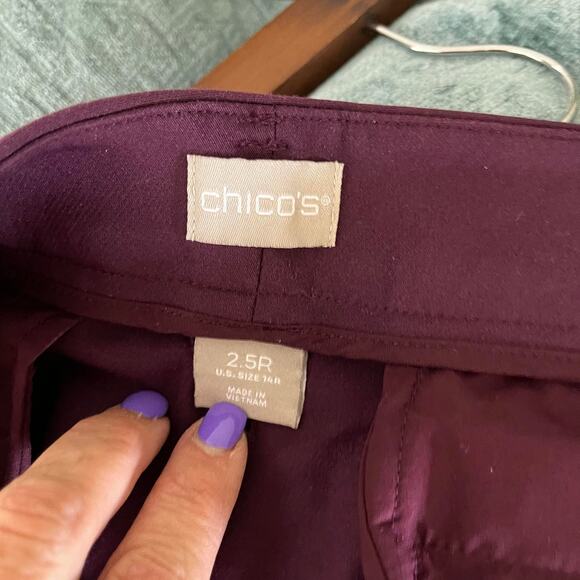 chico's®
2.5R
U.S. SIZE 14R
MADE IN
VIETNAM